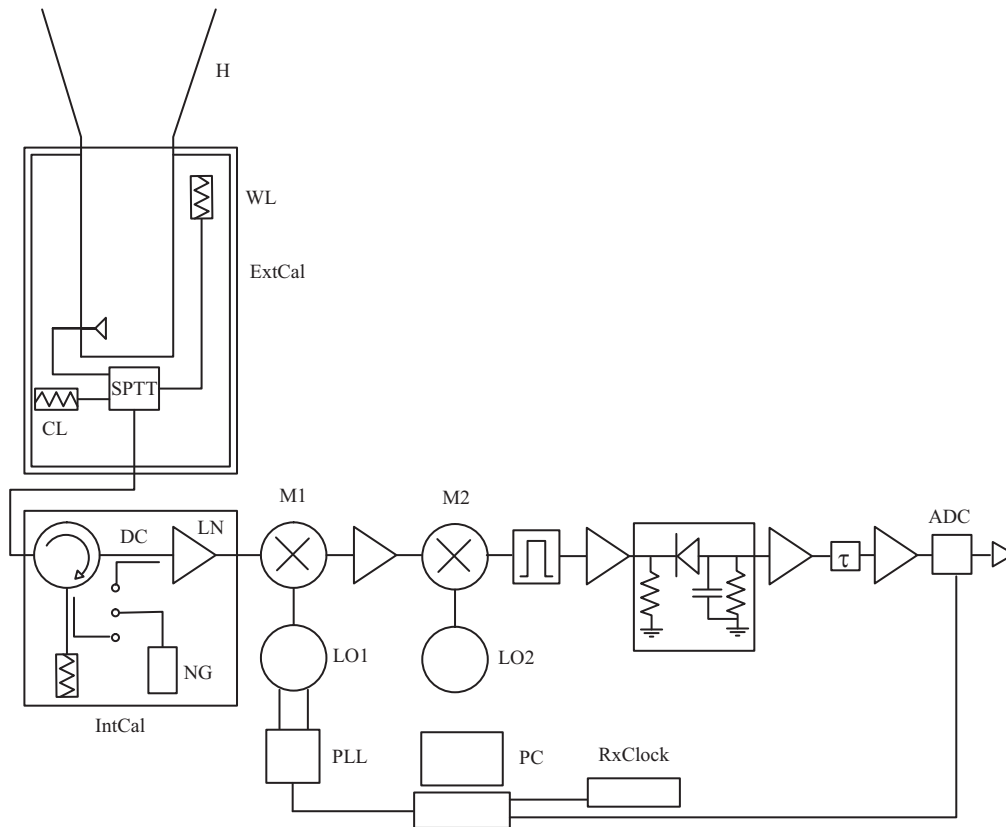 H
WL
ExtCal
SPTT
CL
M1
M2
ADC
DC
LN
τ
LO1
LO2
NG
IntCal
PLL
PC
RxClock